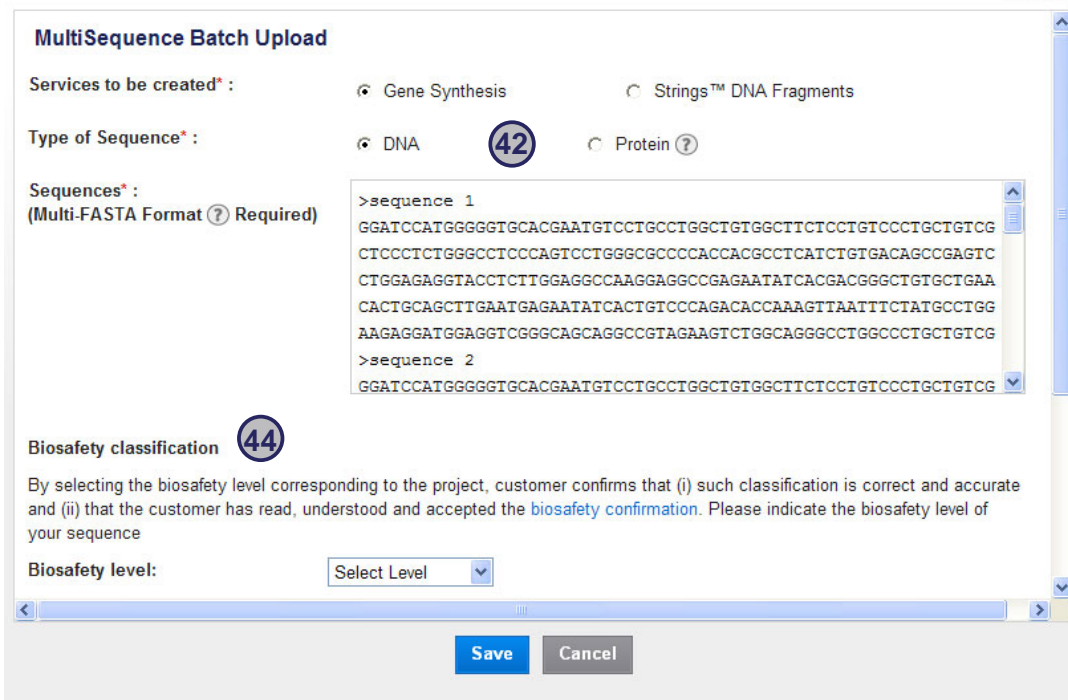 MultiSequence Batch Upload
Services to be created* :
Gene Synthesis
Strings™ DNA Fragments
Type of Sequence* :
DNA
42
Protein ?
Sequences* :
(Multi-FASTA Format ? Required)
>sequence 1
GGATCCATGGGGGTGCACGAATGTCCTGCCTGGCTGTGGCTTCTCCTGTCCCTGCTGTCG
CTCCCTCTGGGCCTCCCAGTCCTGGGCGCCCCACCACGCCTCATCTGTGACAGCCGAGTC
CTGGAGAGGTACCTCTTGGAGGCCAAGGAGGCCGAGAATATCACGACGGGCTGTGCTGAA
CACTGCAGCTTGAATGAGAATATCACTGTCCCAGACACCAAAGTTAATTTCTATGCCTGG
AAGAGGATGGAGGTCGGGCAGCAGGCCGTAGAAGTCTGGCAGGGCCTGGCCCTGCTGTCG
>sequence 2
GGATCCATGGGGGTGCACGAATGTCCTGCCTGGCTGTGGCTTCTCCTGTCCCTGCTGTCG
Biosafety classification
44
By selecting the biosafety level corresponding to the project, customer confirms that (i) such classification is correct and accurate
and (ii) that the customer has read, understood and accepted the biosafety confirmation. Please indicate the biosafety level of
your sequence
Biosafety level:
Select Level
Save
Cancel